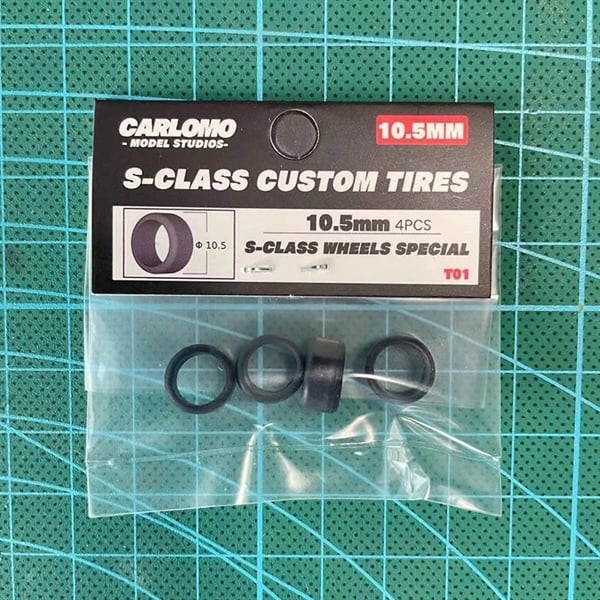 CARLOMO
- MODEL STUDIOS-
10.5MM
S-CLASS CUSTOM TIRES
Φ 10.5
10.5mm 4PCS
S-CLASS WHEELS SPECIAL
T01